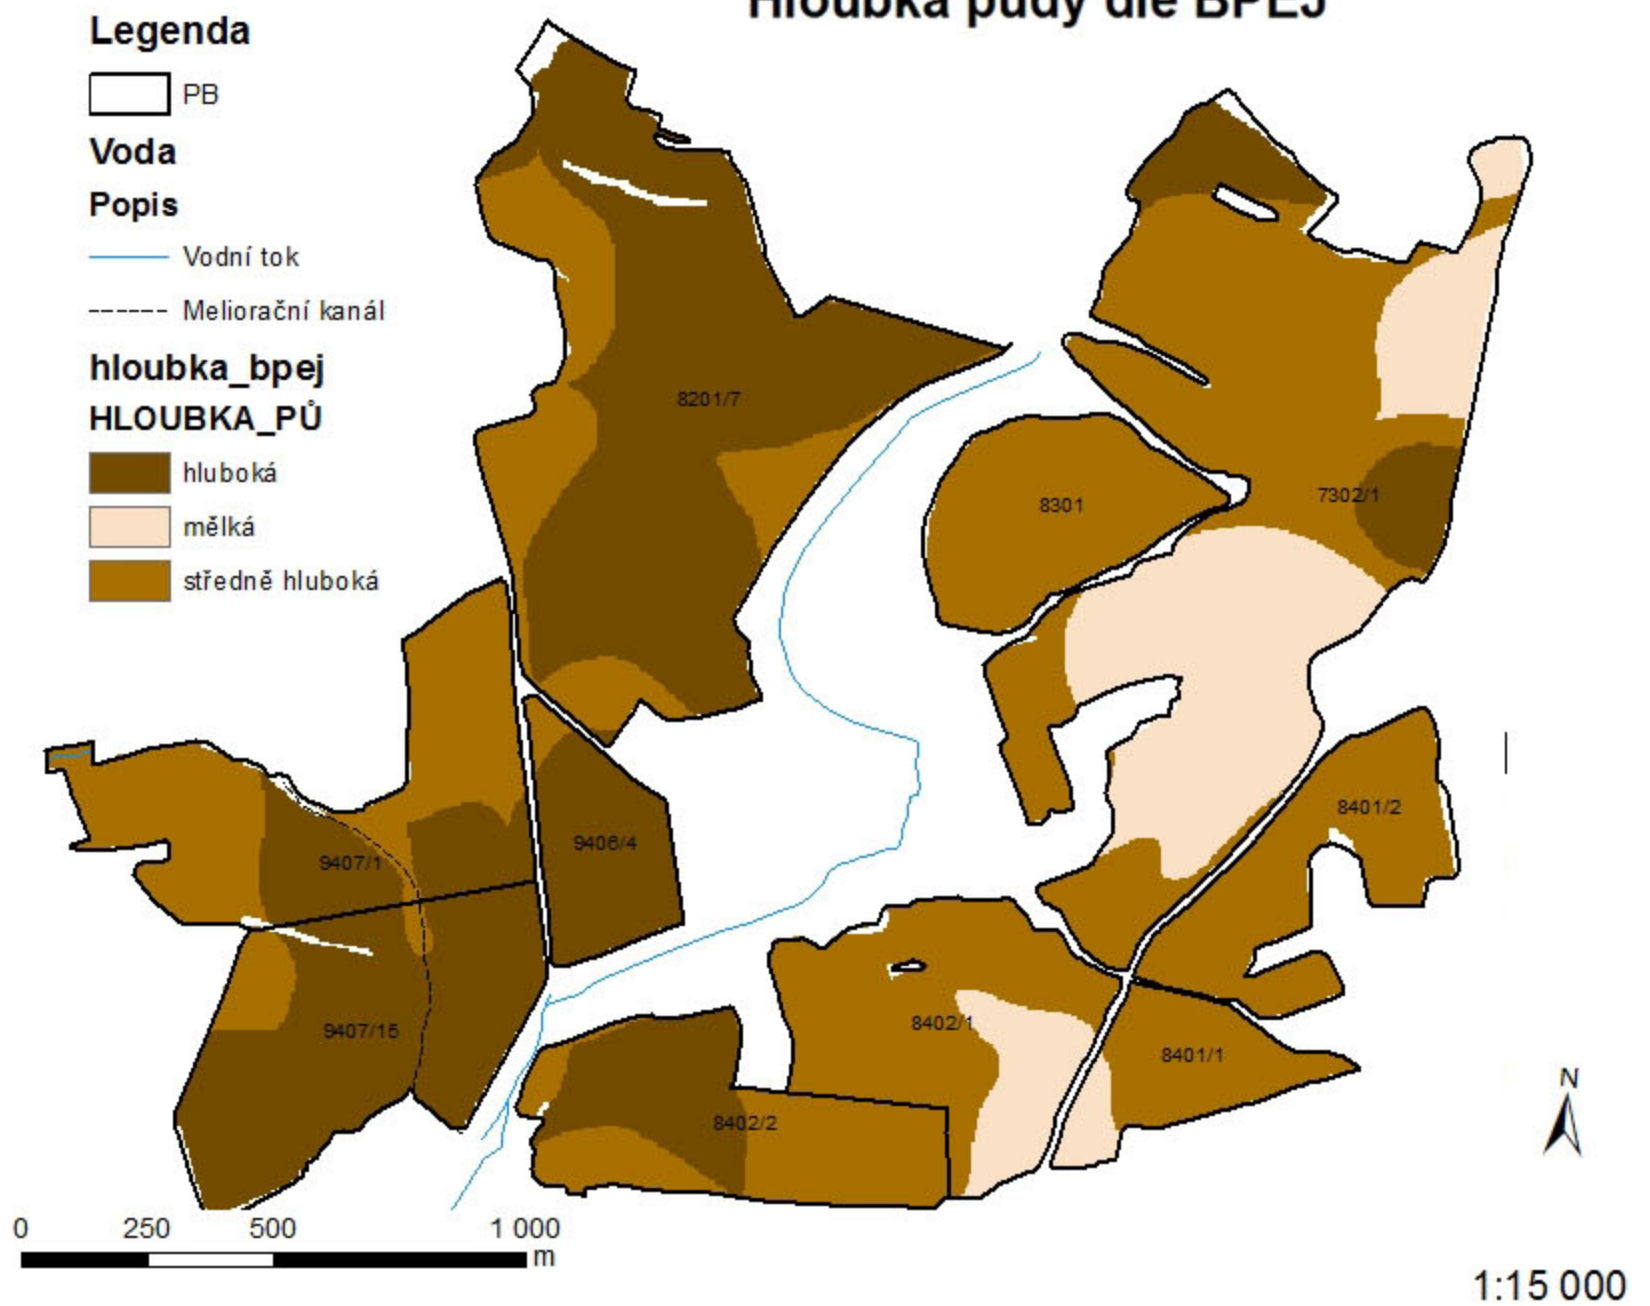 Hloubka půdy dle BPEJ
Legenda
PB
Voda
Popis
Vodní tok
Meliorační kanál
hloubka_bpej
HLOUBKA_PŮ
hluboká
mělká
středně hluboká
8201/7
8301
7302/1
8401/2
9406/4
9407/1
9407/15
8402/1
8401/1
8402/2
N
0 250 500 1 000
m
1:15 000